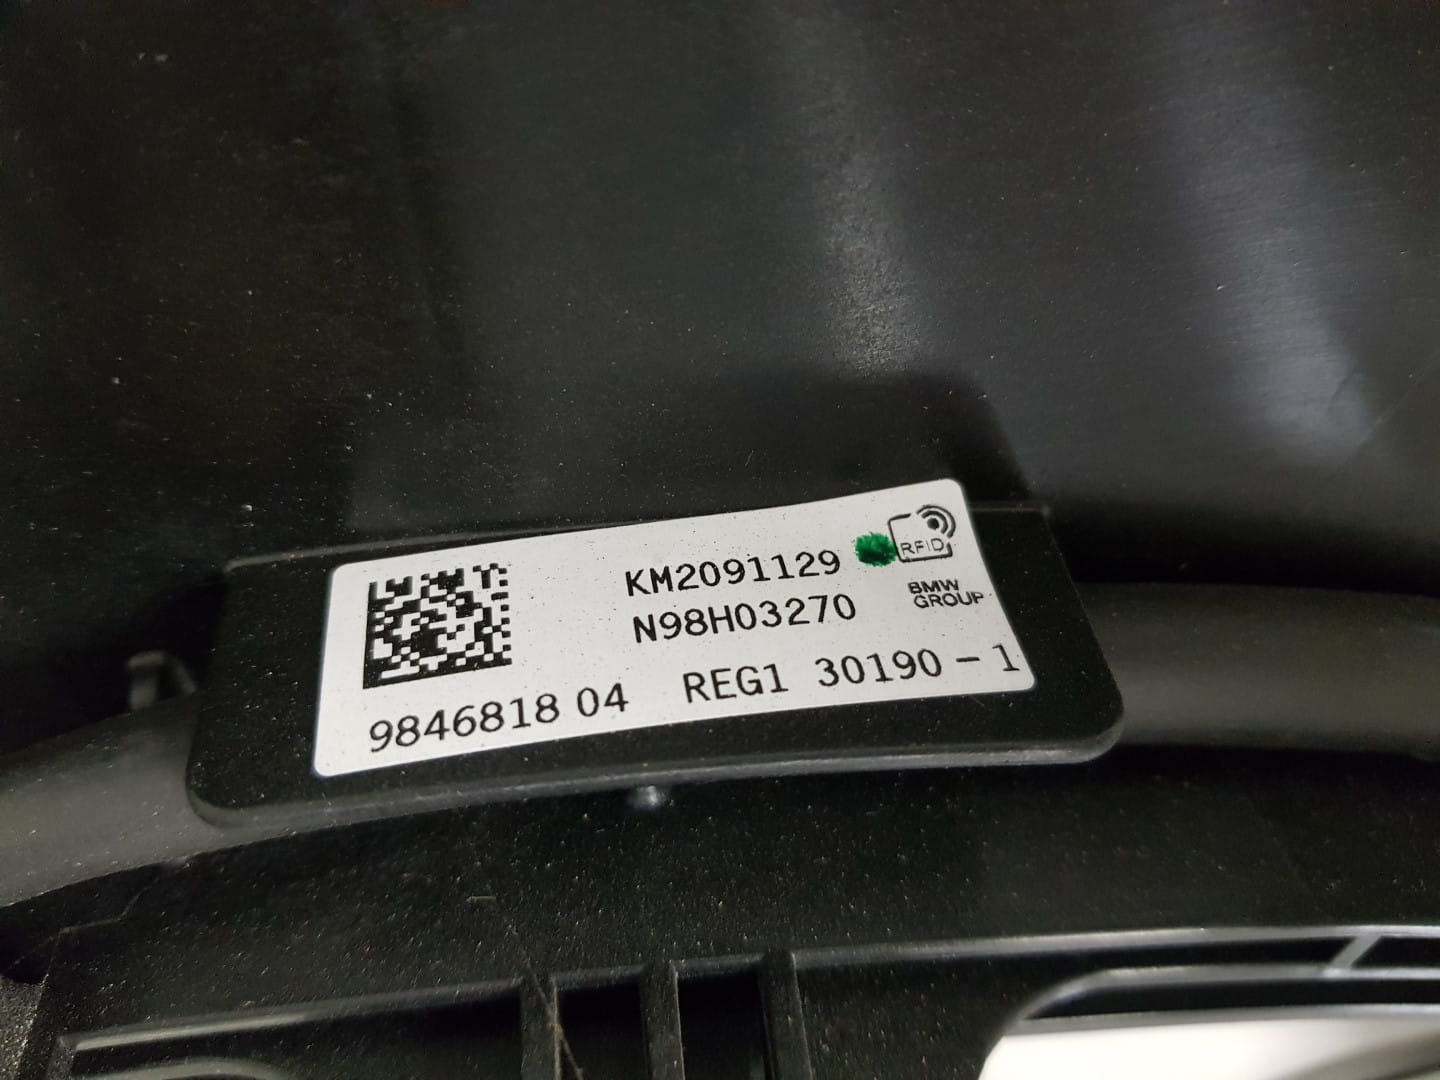 KM2091129
N98H03270
9846818 04 REG1 30190-1
RFID
BMW
GROUP